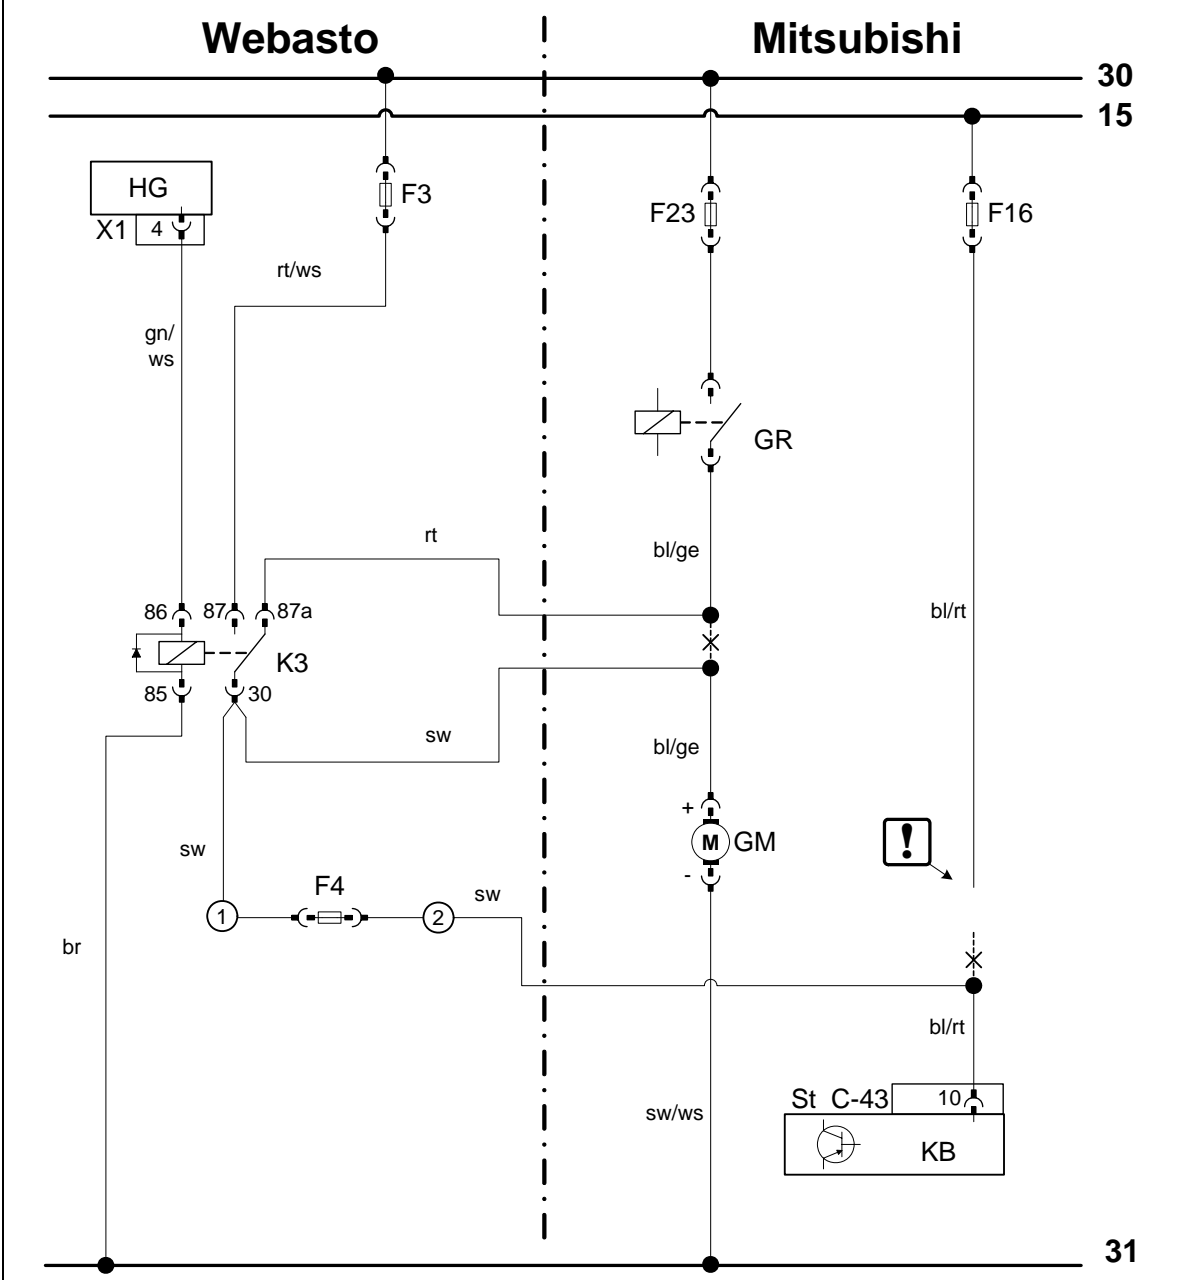 Webasto
Mitsubishi
30
15
HG
X1
4
F3
F23
F16
rt/ws
gn/
ws
GR
rt
bl/ge
86
87
87a
bl/rt
K3
85
30
sw
bl/ge
+
M
GM
!
-
sw
F4
sw
1
2
br
bl/rt
St C-43
10
sw/ws
KB
31